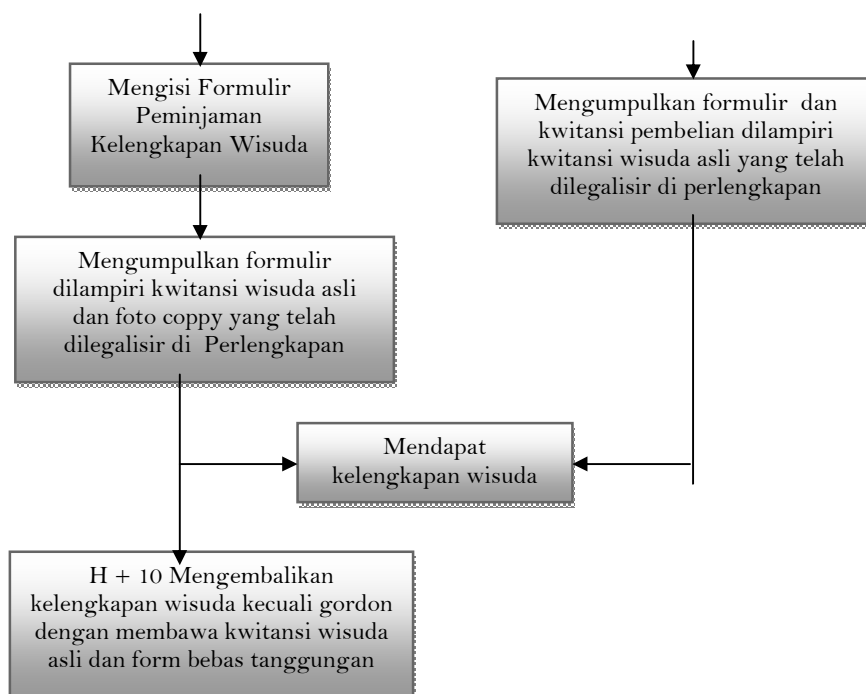 Mengisi Formulir
Peminjaman
Kelengkapan Wisuda
Mengumpulkan formulir dan
kwitansi pembelian dilampiri
kwitansi wisuda asli yang telah
dilegalisir di perlengkapan
Mengumpulkan formulir
dilampiri kwitansi wisuda asli
dan foto coppy yang telah
dilegalisir di Perlengkapan
Mendapat
kelengkapan wisuda
H + 10 Mengembalikan
kelengkapan wisuda kecuali gordon
dengan membawa kwitansi wisuda
asli dan form bebas tanggungan